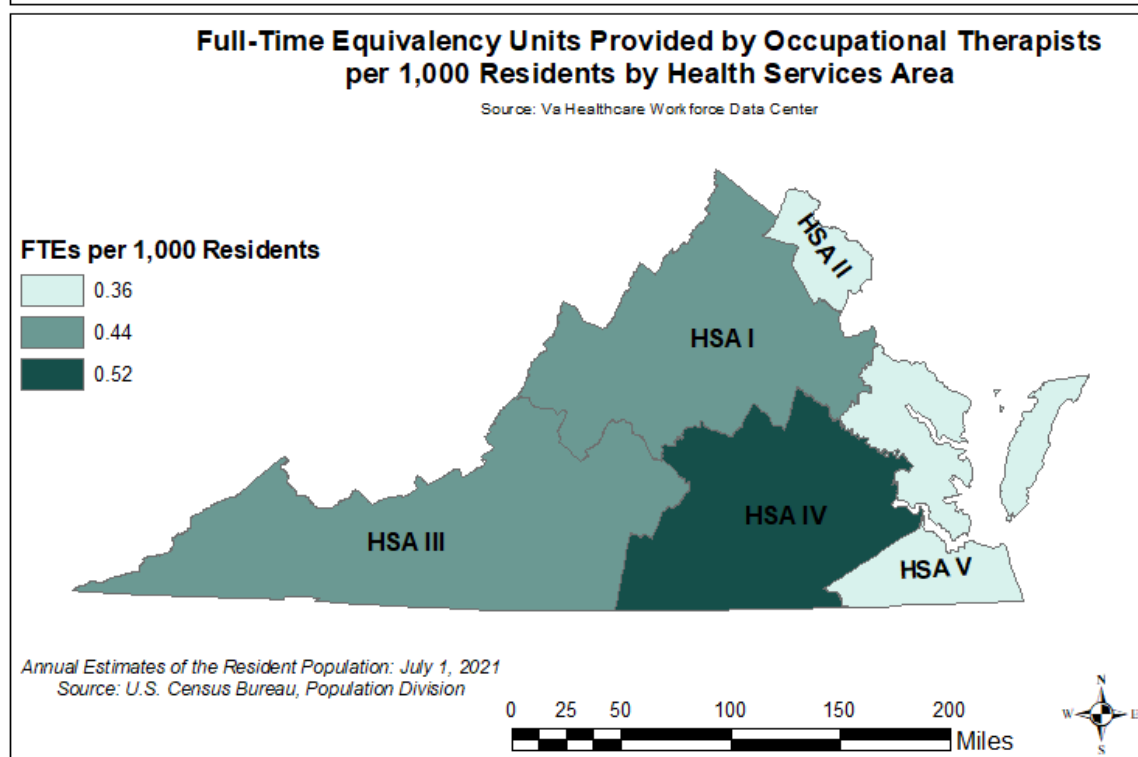 Full-Time Equivalency Units Provided by Occupational Therapists
per 1,000 Residents by Health Services Area
Source: Va Healthcare Workforce Data Center
HSA II
FTEs per 1,000 Residents
0.36
0.44
0.52
HSA I
HSA IV
HSA III
HSA V
Annual Estimates of the Resident Population: July 1, 2021
Source: U.S. Census Bureau, Population Division
0 25 50 100 150 200
Miles
N
W E
S